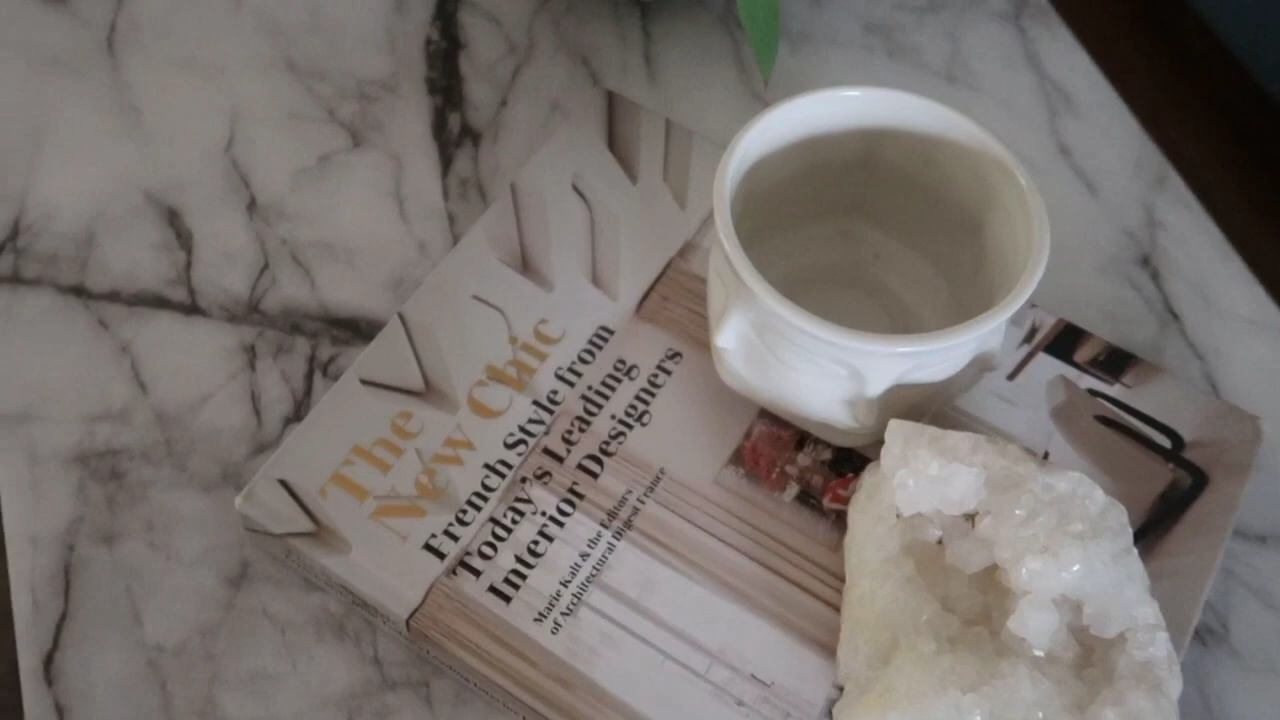 The
New Chic
French Style from
Today's Leading
Interior Designers
Marie Kalt & the Editors
of Architectural Digest France